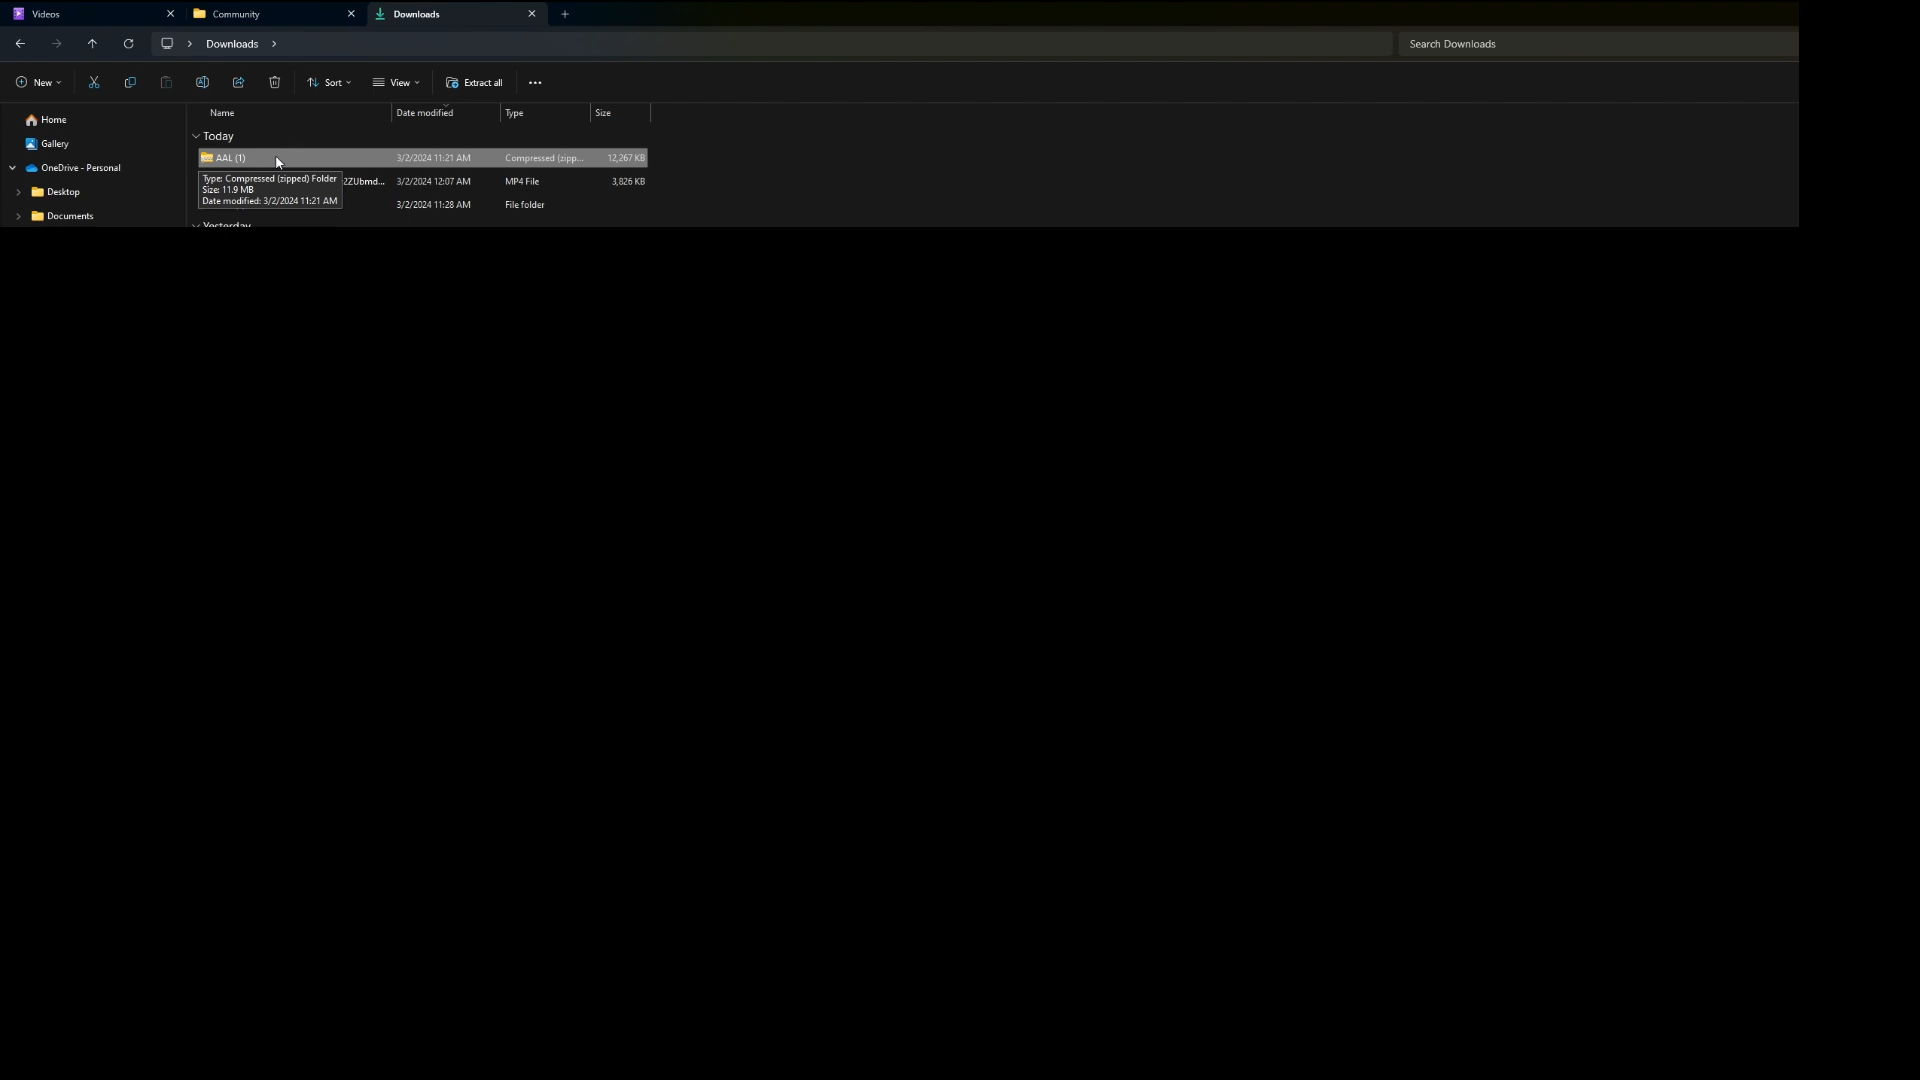 Videos
Community
Downloads
Downloads
Search Downloads
New
Sort
View
Extract all
Name
Date modified
Type
Size
Home
Gallery
OneDrive - Personal
Desktop
Documents
Today
AAL (1) 3/2/2024 11:21 AM Compressed (zipp... 12,267 KB
2ZUbmd... 3/2/2024 12:07 AM MP4 File 3,826 KB
3/2/2024 11:28 AM File folder
Type: Compressed (zipped) Folder
Size: 11.9 MB
Date modified: 3/2/2024 11:21 AM
Yesterday